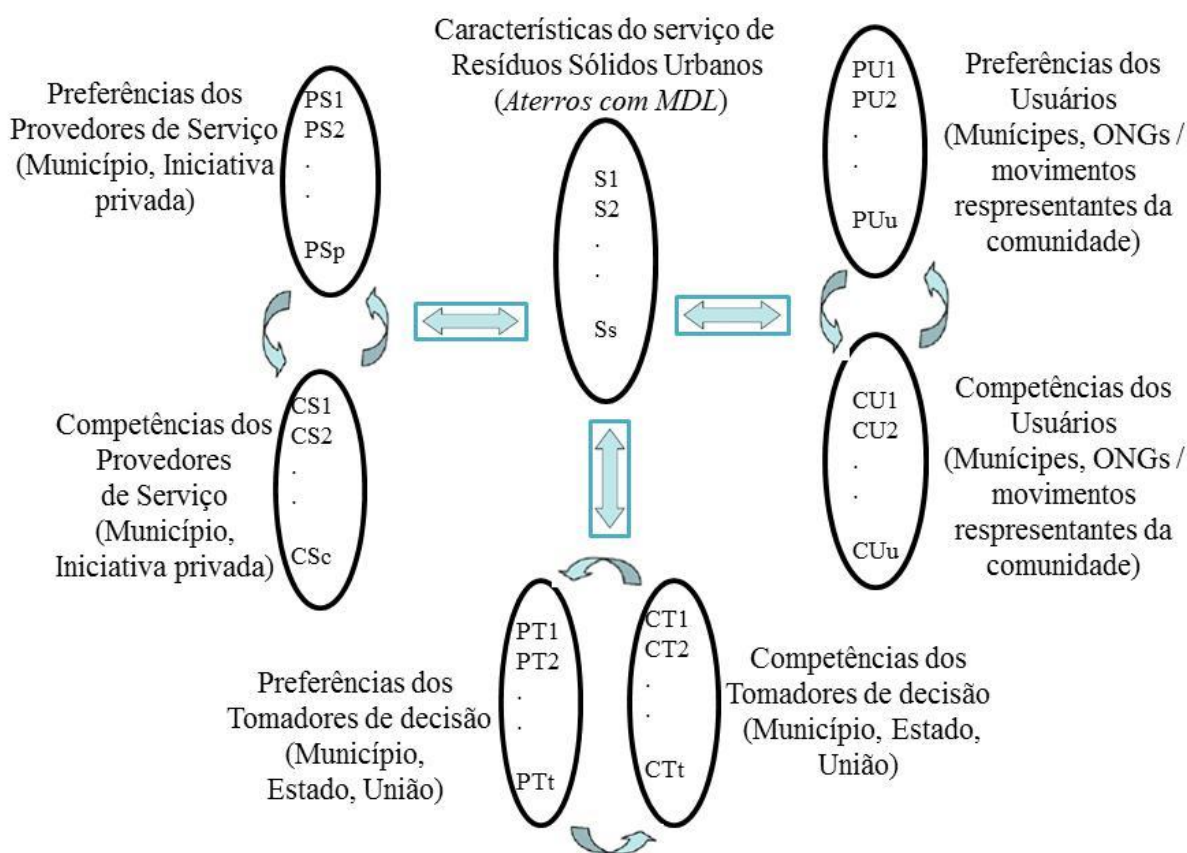 Características do serviço de
Resíduos Sólidos Urbanos
(Aterros com MDL)
Preferências dos
Provedores de Serviço
(Município, Iniciativa
privada)
PS1
PS2
.
.
PSp
S1
S2
.
.
Ss
PU1
PU2
.
.
PUu
Preferências dos
Usuários
(Munícipes, ONGs /
movimentos
respresentantes da
comunidade)
Competências dos
Provedores
de Serviço
(Município,
Iniciativa privada)
CS1
CS2
.
.
CSc
CU1
CU2
.
.
CUu
Competências dos
Usuários
(Munícipes, ONGs /
movimentos
respresentantes da
comunidade)
Preferências dos
Tomadores de decisão
(Município,
Estado, União)
PT1
PT2
.
.
PTt
CT1
CT2
.
.
CTt
Competências dos
Tomadores de decisão
(Município, Estado,
União)